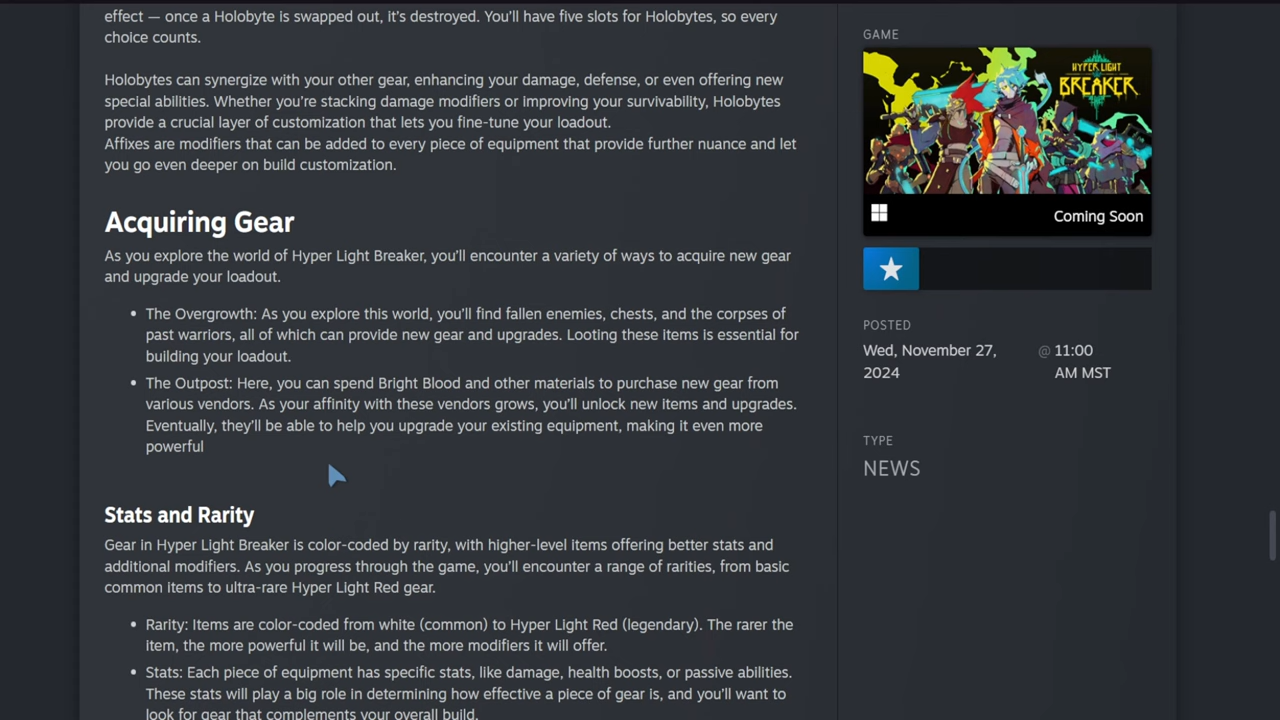 effect — once a Holobyte is swapped out, it's destroyed. You'll have five slots for Holobytes, so every
choice counts.
Holobytes can synergize with your other gear, enhancing your damage, defense, or even offering new
special abilities. Whether you're stacking damage modifiers or improving your survivability, Holobytes
provide a crucial layer of customization that lets you fine-tune your loadout.
Affixes are modifiers that can be added to every piece of equipment that provide further nuance and let
you go even deeper on build customization.
Acquiring Gear
As you explore the world of Hyper Light Breaker, you'll encounter a variety of ways to acquire new gear
and upgrade your loadout.
• The Overgrowth: As you explore this world, you'll find fallen enemies, chests, and the corpses of
past warriors, all of which can provide new gear and upgrades. Looting these items is essential for
building your loadout.
• The Outpost: Here, you can spend Bright Blood and other materials to purchase new gear from
various vendors. As your affinity with these vendors grows, you'll unlock new items and upgrades.
Eventually, they'll be able to help you upgrade your existing equipment, making it even more
powerful
Stats and Rarity
Gear in Hyper Light Breaker is color-coded by rarity, with higher-level items offering better stats and
additional modifiers. As you progress through the game, you'll encounter a range of rarities, from basic
common items to ultra-rare Hyper Light Red gear.
• Rarity: Items are color-coded from white (common) to Hyper Light Red (legendary). The rarer the
item, the more powerful it will be, and the more modifiers it will offer.
• Stats: Each piece of equipment has specific stats, like damage, health boosts, or passive abilities.
These stats will play a big role in determining how effective a piece of gear is, and you'll want to
look for gear that complements your overall build.
GAME
HYPER LIGHT
BREAKER
Coming Soon
POSTED
Wed, November 27, @ 11:00
2024 AM MST
TYPE
NEWS